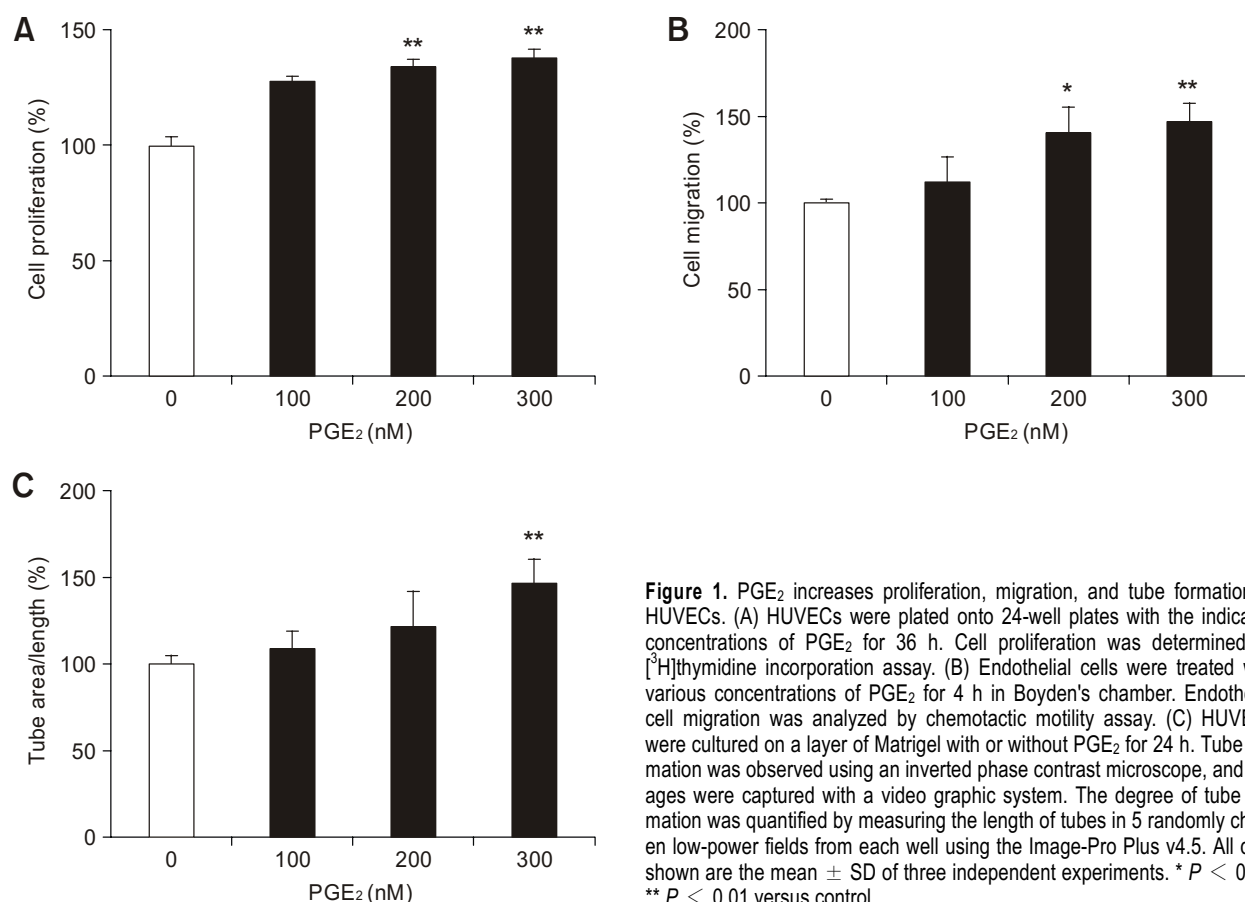 A
150
100
50
0
Cell proliferation (%)
**
**
0 100 200 300
PGE₂ (nM)
B
200
150
100
50
0
Cell migration (%)
*
**
0 100 200 300
PGE₂ (nM)
C
200
150
100
50
0
Tube area/length (%)
**
0 100 200 300
PGE₂ (nM)
Figure 1. PGE₂ increases proliferation, migration, and tube formation
HUVECs. (A) HUVECs were plated onto 24-well plates with the indica
concentrations of PGE₂ for 36 h. Cell proliferation was determined
[³H]thymidine incorporation assay. (B) Endothelial cells were treated
various concentrations of PGE₂ for 4 h in Boyden's chamber. Endothe
cell migration was analyzed by chemotactic motility assay. (C) HUVE
were cultured on a layer of Matrigel with or without PGE₂ for 24 h. Tube
mation was observed using an inverted phase contrast microscope, and
ages were captured with a video graphic system. The degree of tube
mation was quantified by measuring the length of tubes in 5 randomly ch
en low-power fields from each well using the Image-Pro Plus v4.5. All
shown are the mean ± SD of three independent experiments. * P < 0
** P < 0.01 versus control